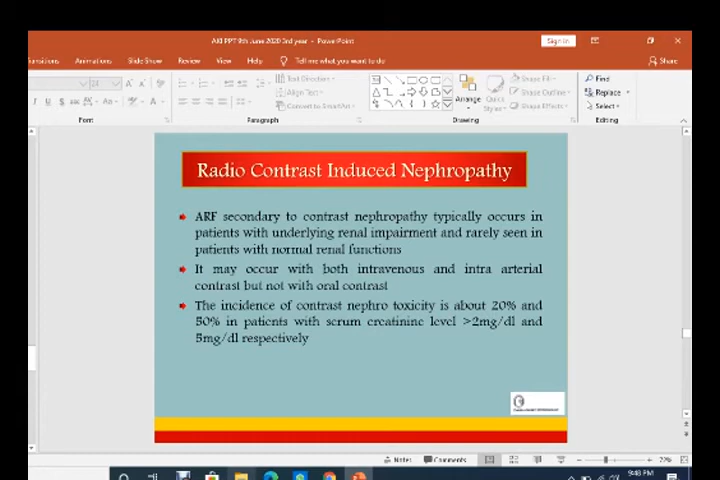 AKI PPT 9th June 2020 3rd year - PowerPoint
Sign in
Transitions Animations Slide Show Review View Help Tell me what you want to do Share
24
Text Direction
Align Text
Convert to SmartArt
Arrange
Quick Styles
Shape Fill
Shape Outline
Shape Effects
Find
Replace
Select
Font Paragraph Drawing Editing
Radio Contrast Induced Nephropathy
ARF secondary to contrast nephropathy typically occurs in
patients with underlying renal impairment and rarely seen in
patients with normal renal functions
It may occur with both intravenous and intra arterial
contrast but not with oral contrast
The incidence of contrast nephro toxicity is about 20% and
50% in patients with serum creatinine level >2mg/dl and
5mg/dl respectively
Notes Comments
9:48 PM